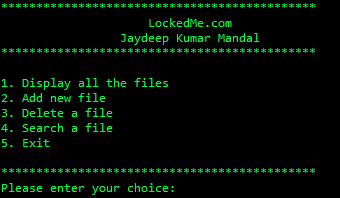 *********************************************
LockedMe.com
Jaydeep Kumar Mandal
*********************************************
1. Display all the files
2. Add new file
3. Delete a file
4. Search a file
5. Exit
*********************************************
Please enter your choice: